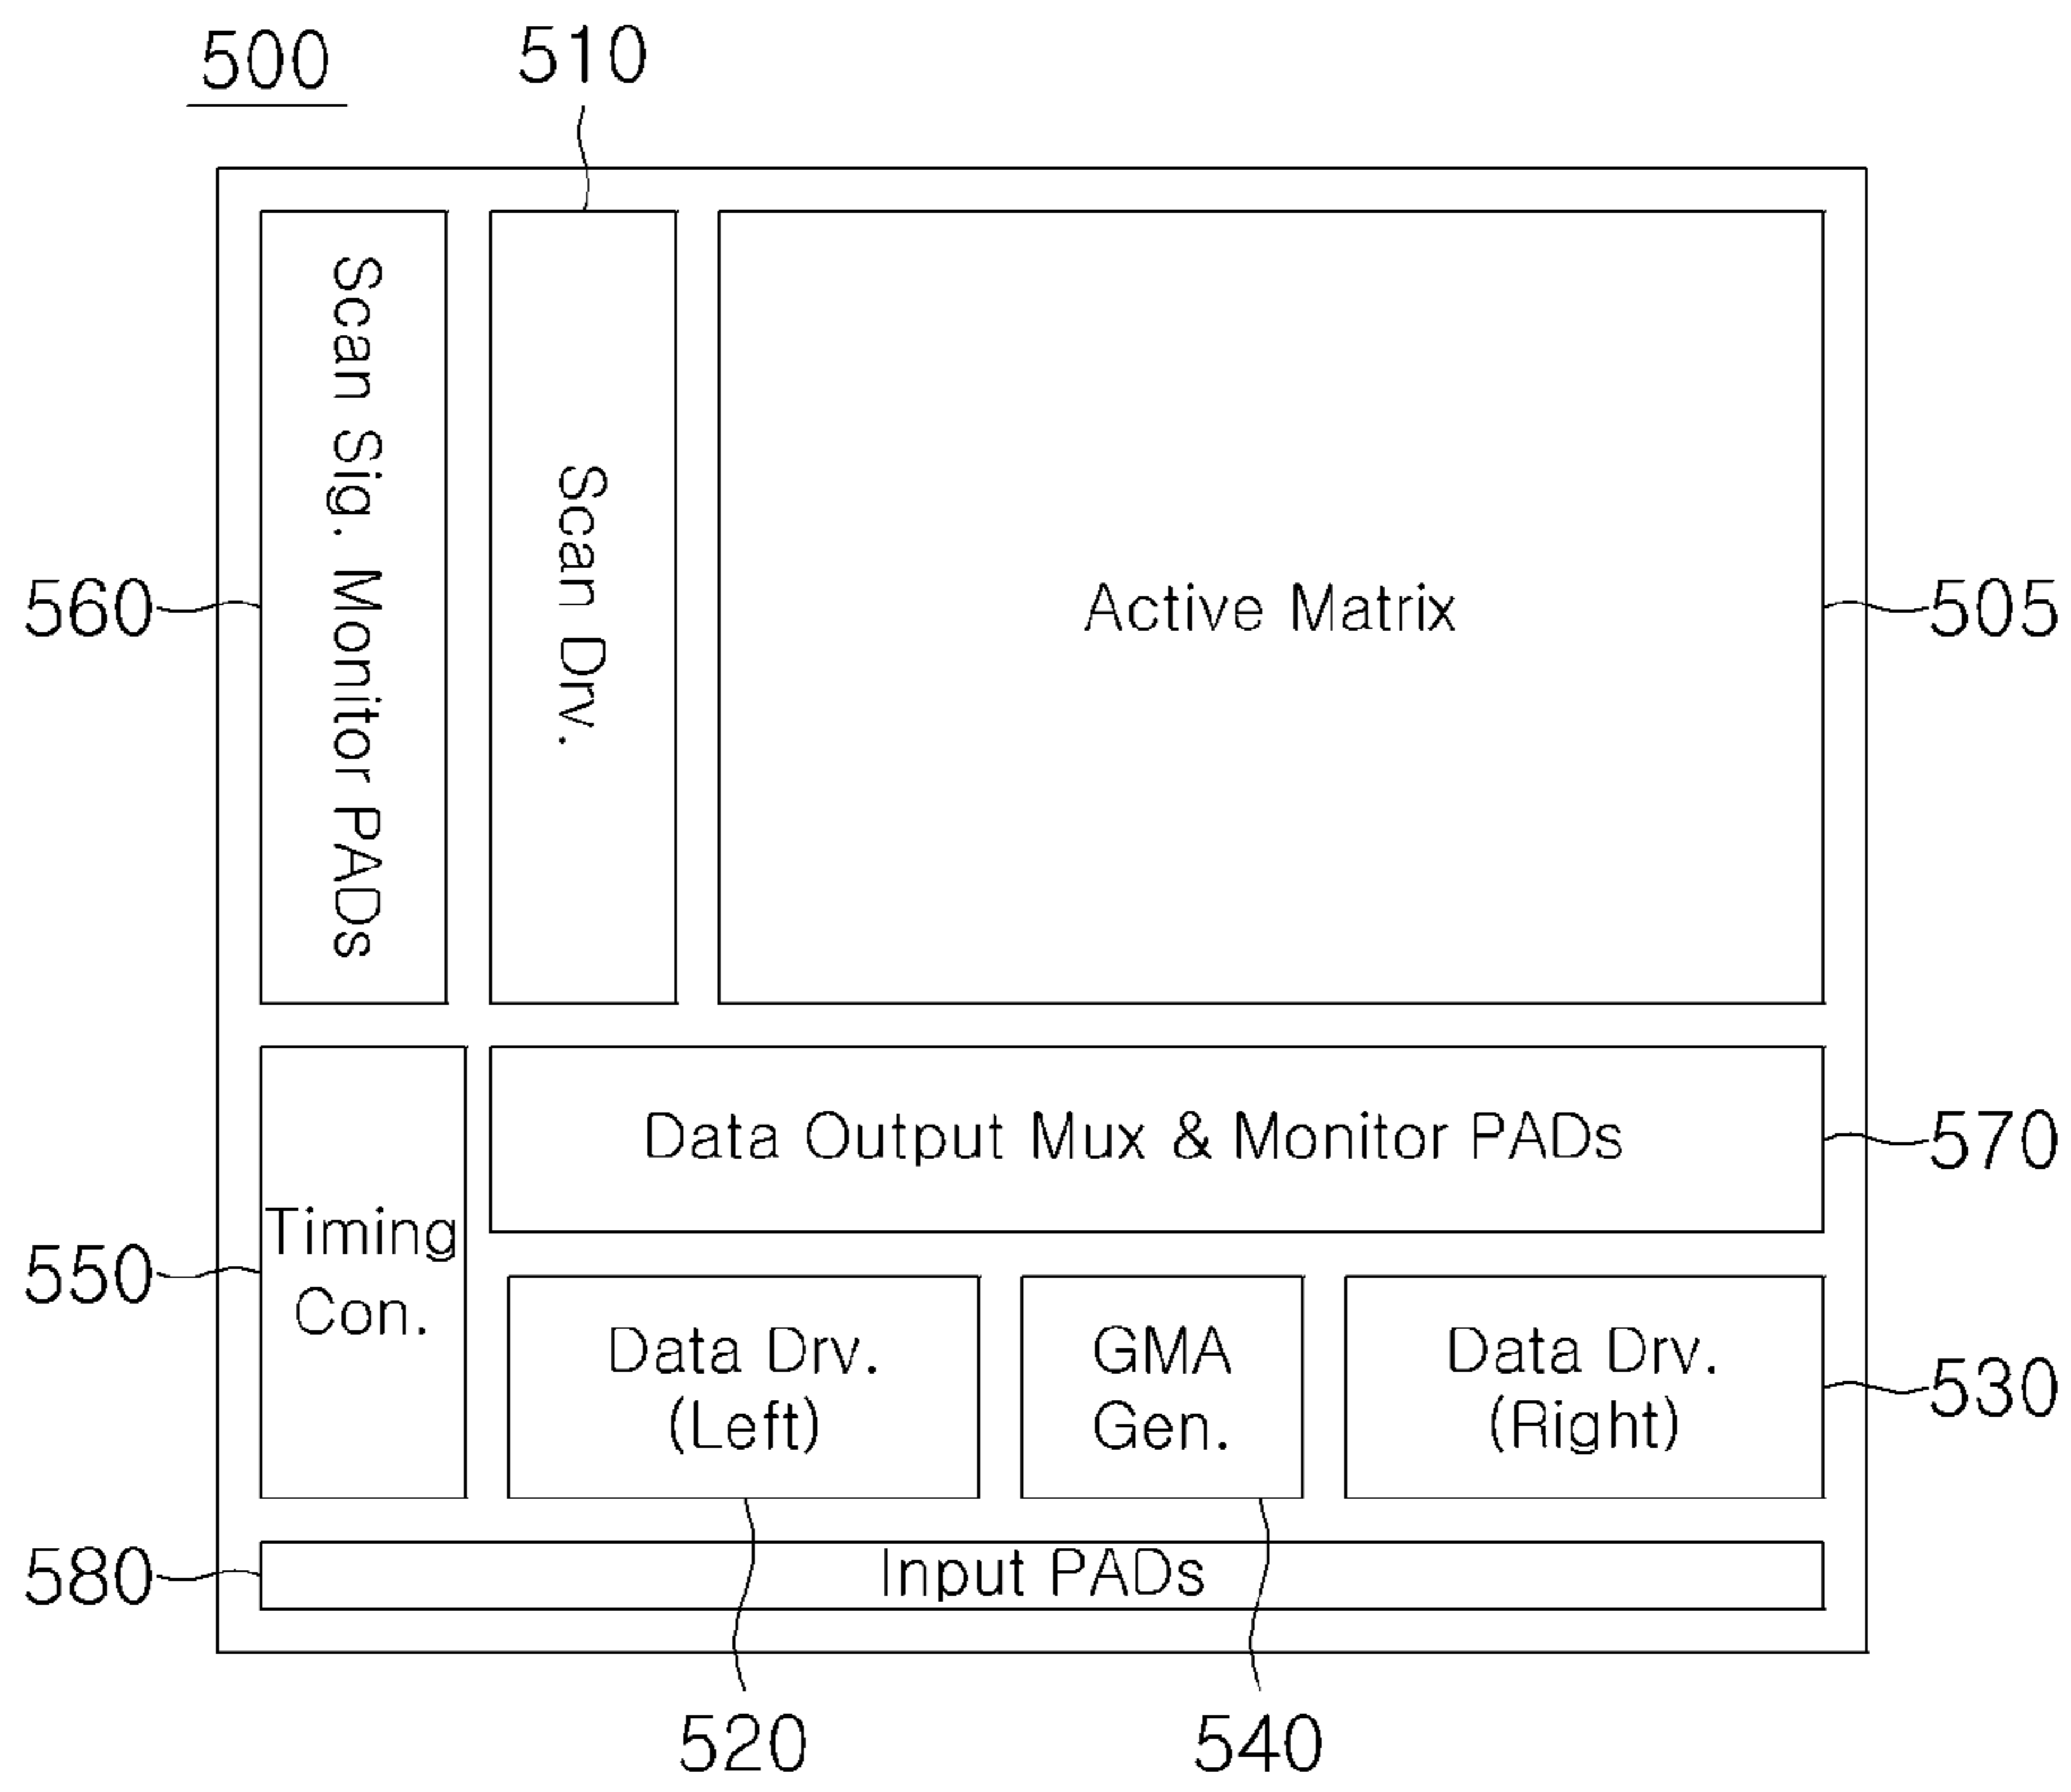 500
510
Scan Sig. Monitor PADs
Scan Drv.
Active Matrix
560
505
Data Output Mux & Monitor PADs
570
Timing
Con.
550
Data Drv.
(Left)
GMA
Gen.
Data Drv.
(Right)
530
580
Input PADs
520
540